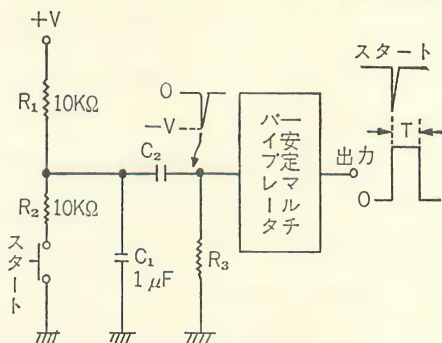 +V
R₁
10KΩ
R₂
10KΩ
スタート
C₁
1 μF
C₂
0
−V
R₃
一安定マルチ
バイブレータ
出力
スタート
T
0